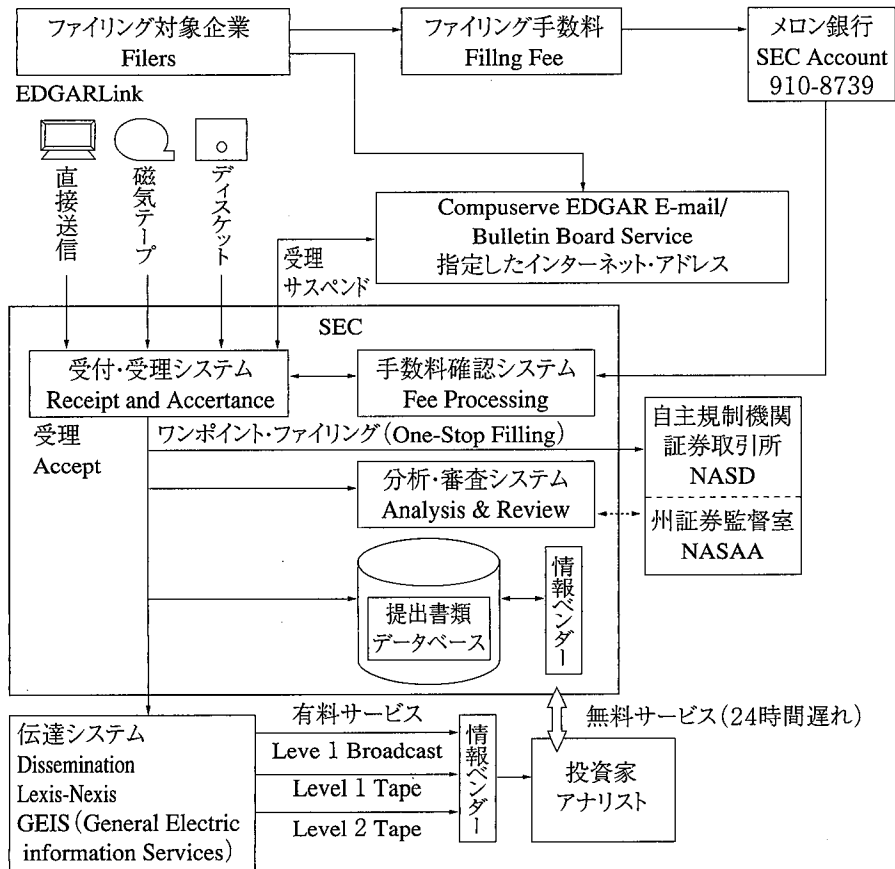 ファイリング対象企業
Filers
ファイリング手数料
Fillng Fee
メロン銀行
SEC Account
910-8739
EDGARLink
直接送信
磁気テープ
ディスケット
Compuserve EDGAR E-mail/
Bulletin Board Service
指定したインターネット・アドレス
受理
サスペンド
SEC
受付・受理システム
Receipt and Accertance
手数料確認システム
Fee Processing
受理
Accept
ワンポイント・ファイリング(One-Stop Filling)
自主規制機関
証券取引所
NASD
州証券監督室
NASAA
分析・審査システム
Analysis & Review
提出書類
データベース
情報ベンダー
伝達システム
Dissemination
Lexis-Nexis
GEIS(General Electric
information Services)
有料サービス
Leve 1 Broadcast
Level 1 Tape
Level 2 Tape
情報ベンダー
無料サービス(24時間遅れ)
投資家
アナリスト